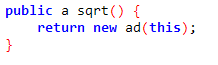 public a sqrt() {
    return new ad(this);
}